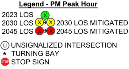 Legend - PM Peak Hour
2023 LOS
2030 LOS Y Y 2030 LOS MITIGATED
2045 LOS 2045 LOS MITIGATED
U UNSIGNALIZED INTERSECTION
* TURNING BAY
STOP SIGN